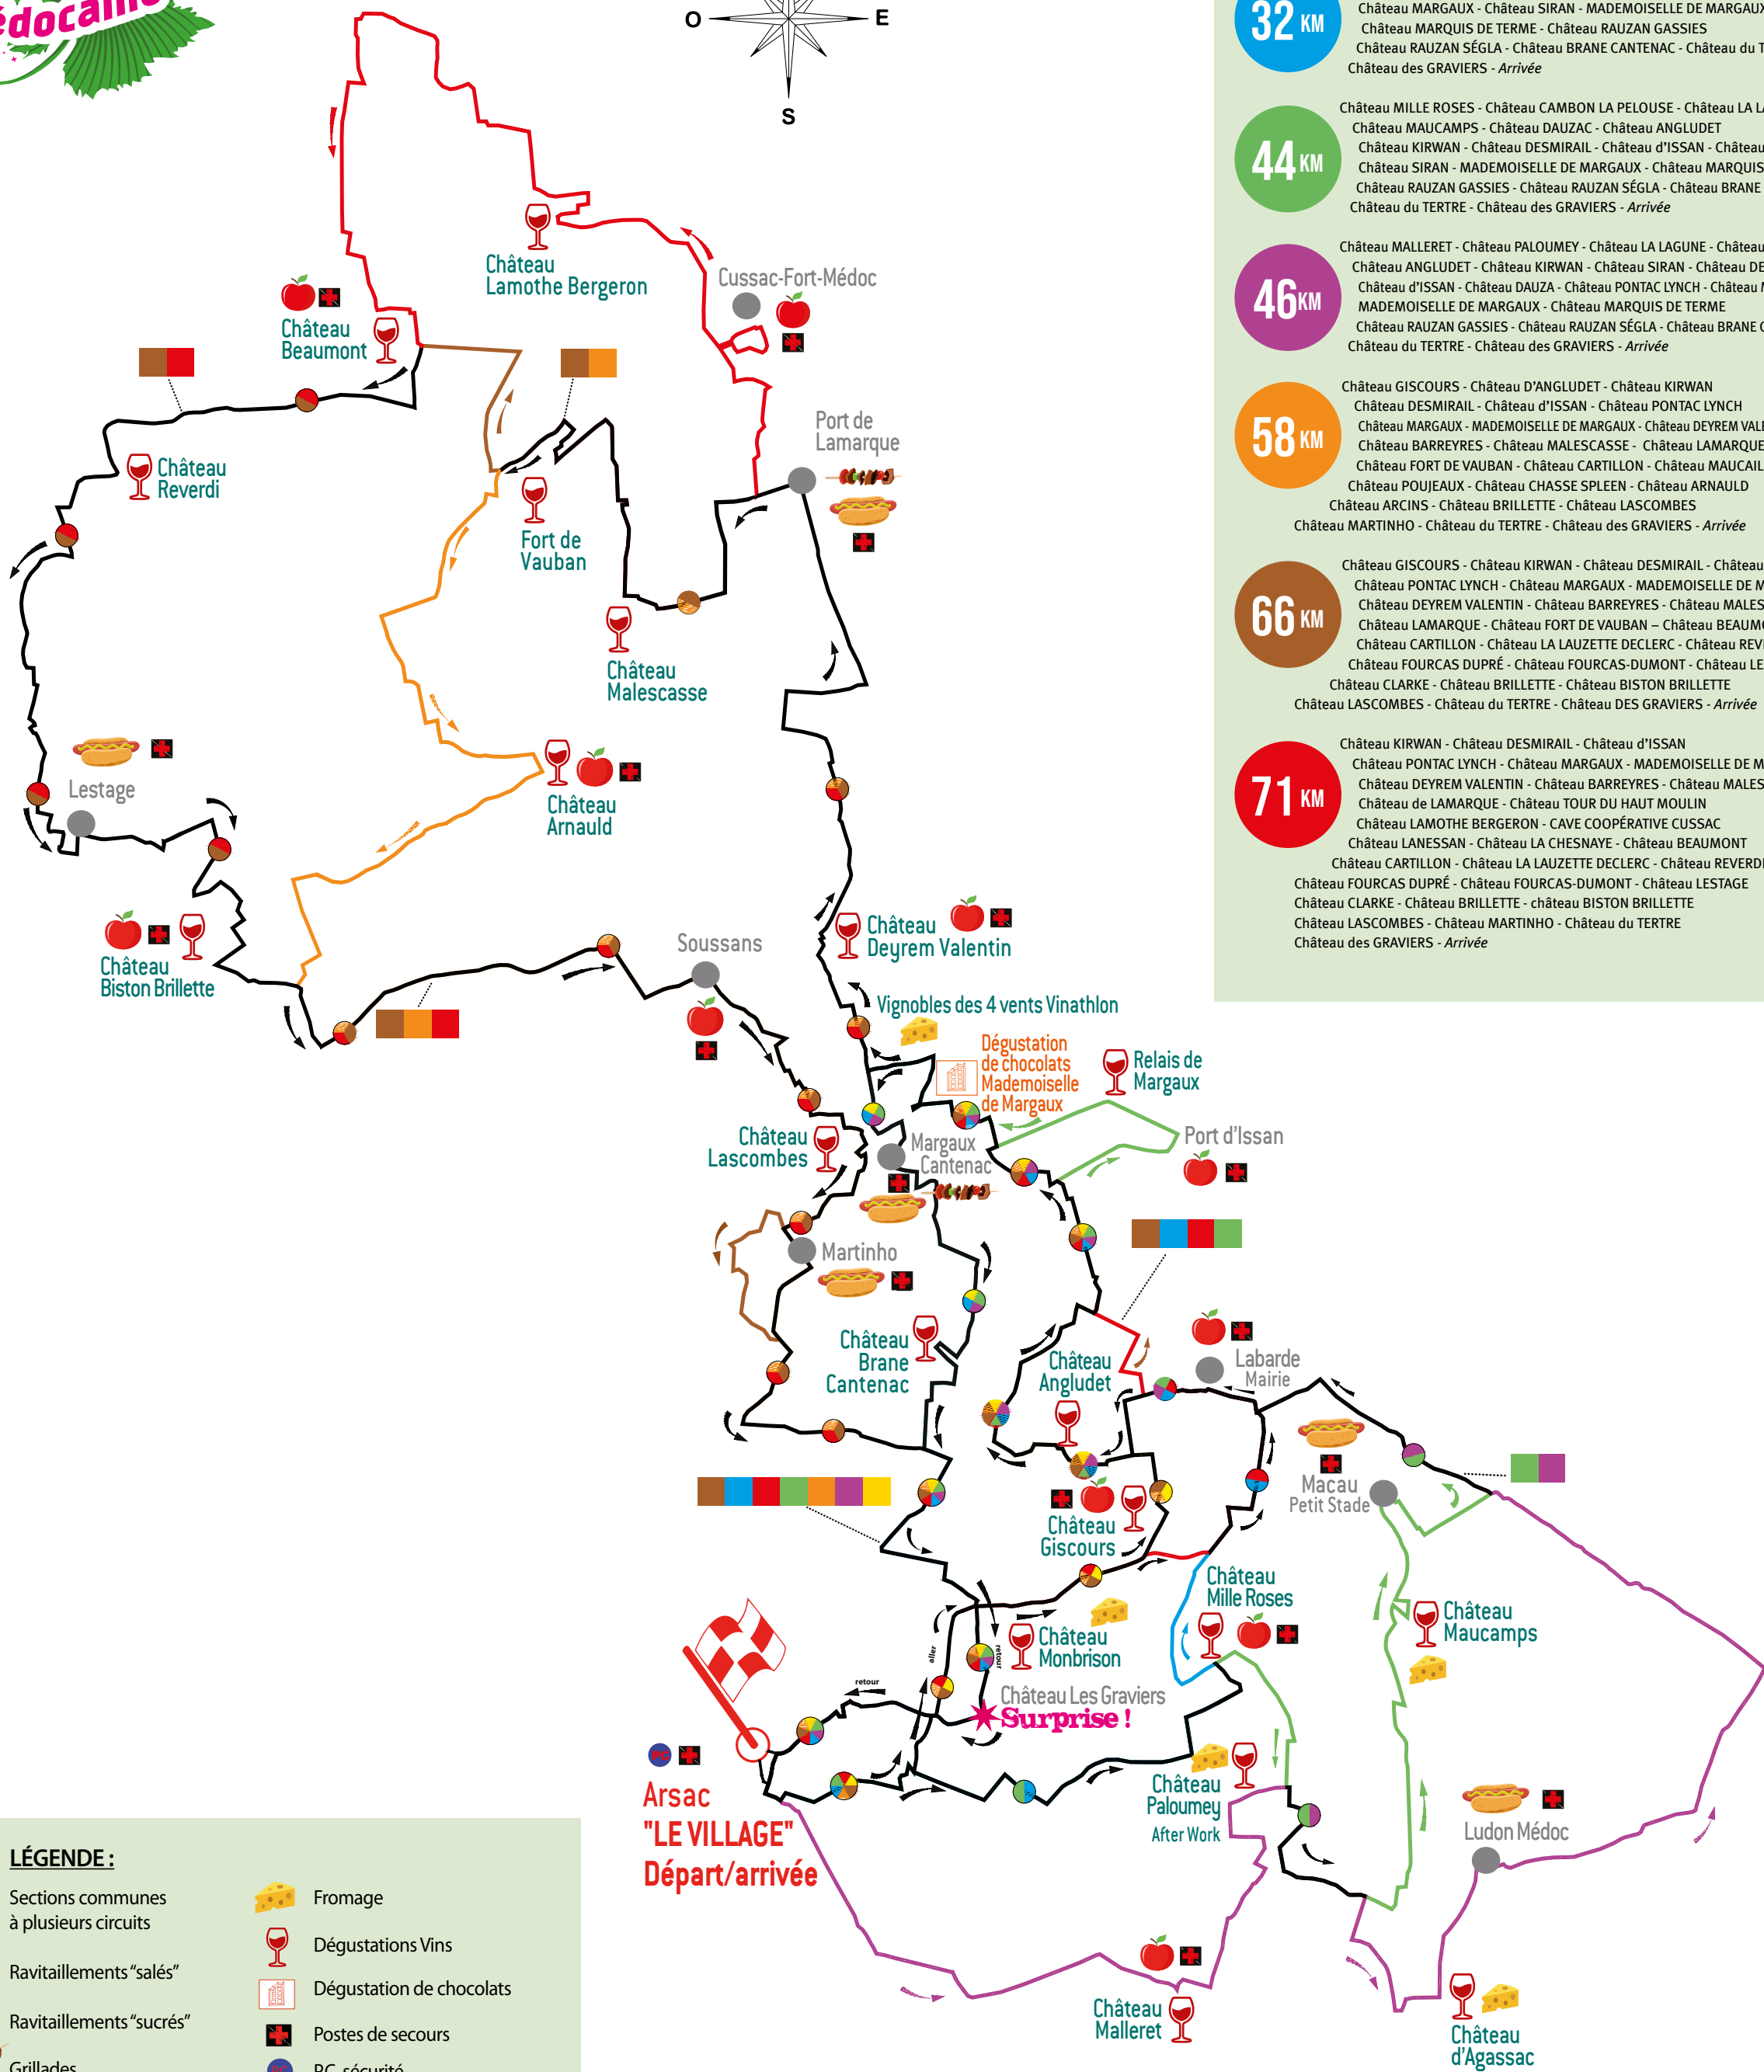 O
E
S
Château
Lamothe Bergeron
Cussac-Fort-Médoc
Château
Beaumont
Port de
Lamarque
Château
Reverdi
Fort de
Vauban
Château
Malescasse
Lestage
Château
Arnauld
Château
Biston Brillette
Soussans
Château
Deyrem Valentin
Vignobles des 4 vents Vinathlon
Dégustation
de chocolats
Mademoiselle
de Margaux
Relais de
Margaux
Château
Lascombes
Margaux
Cantenac
Port d'Issan
Martinho
Château
Brane
Cantenac
Château
Angludet
Labarde
Mairie
Macau
Petit Stade
Château
Giscours
Château
Mille Roses
Château
Maucamps
Château
Monbrison
aller
retour
retour
Château Les Graviers
Surprise !
PC
Arsac
"LE VILLAGE"
Départ/arrivée
Château
Paloumey
After Work
Ludon Médoc
Château
Malleret
Château
d'Agassac
32 KM
Château MARGAUX - Château SIRAN - MADEMOISELLE DE MARGAUX
Château MARQUIS DE TERME - Château RAUZAN GASSIES
Château RAUZAN SÉGLA - Château BRANE CANTENAC - Château du
Château des GRAVIERS - Arrivée
44 KM
Château MILLE ROSES - Château CAMBON LA PELOUSE - Château LA
Château MAUCAMPS - Château DAUZAC - Château ANGLUDET
Château KIRWAN - Château DESMIRAIL - Château d'ISSAN - Château
Château SIRAN - MADEMOISELLE DE MARGAUX - Château MARQUIS
Château RAUZAN GASSIES - Château RAUZAN SÉGLA - Château BRANE
Château du TERTRE - Château des GRAVIERS - Arrivée
46 KM
Château MALLERET - Château PALOUMEY - Château LA LAGUNE - Château
Château ANGLUDET - Château KIRWAN - Château SIRAN - Château
Château d'ISSAN - Château DAUZA - Château PONTAC LYNCH - Château
MADEMOISELLE DE MARGAUX - Château MARQUIS DE TERME
Château RAUZAN GASSIES - Château RAUZAN SÉGLA - Château BRANE
Château du TERTRE - Château des GRAVIERS - Arrivée
58 KM
Château GISCOURS - Château D'ANGLUDET - Château KIRWAN
Château DESMIRAIL - Château d'ISSAN - Château PONTAC LYNCH
Château MARGAUX - MADEMOISELLE DE MARGAUX - Château DEYREM
Château BARREYRES - Château MALESCASSE - Château LAMARQUE
Château FORT DE VAUBAN - Château CARTILLON - Château MAUCAIL
Château POUJEAUX - Château CHASSE SPLEEN - Château ARNAULD
Château ARCINS - Château BRILLETTE - Château LASCOMBES
Château MARTINHO - Château du TERTRE - Château des GRAVIERS - Arrivée
66 KM
Château GISCOURS - Château KIRWAN - Château DESMIRAIL - Château
Château PONTAC LYNCH - Château MARGAUX - MADEMOISELLE DE
Château DEYREM VALENTIN - Château BARREYRES - Château
Château LAMARQUE - Château FORT DE VAUBAN – Château
Château CARTILLON - Château LA LAUZETTE DECLERC - Château
Château FOURCAS DUPRÉ - Château FOURCAS-DUMONT - Château
Château CLARKE - Château BRILLETTE - Château BISTON BRILLETTE
Château LASCOMBES - Château du TERTRE - Château DES GRAVIERS - Arrivée
71 KM
Château KIRWAN - Château DESMIRAIL - Château d'ISSAN
Château PONTAC LYNCH - Château MARGAUX - MADEMOISELLE DE
Château DEYREM VALENTIN - Château BARREYRES - Château
Château de LAMARQUE - Château TOUR DU HAUT MOULIN
Château LAMOTHE BERGERON - CAVE COOPÉRATIVE CUSSAC
Château LANESSAN - Château LA CHESNAYE - Château BEAUMONT
Château CARTILLON - Château LA LAUZETTE DECLERC - Château REVERDI
Château FOURCAS DUPRÉ - Château FOURCAS-DUMONT - Château LESTAGE
Château CLARKE - Château BRILLETTE - château BISTON BRILLETTE
Château LASCOMBES - Château MARTINHO - Château du TERTRE
Château des GRAVIERS - Arrivée
LÉGENDE :
Sections communes
à plusieurs circuits
Ravitaillements "salés"
Ravitaillements "sucrés"
Grillades
Fromage
Dégustations Vins
Dégustation de chocolats
Postes de secours
PC sécurité